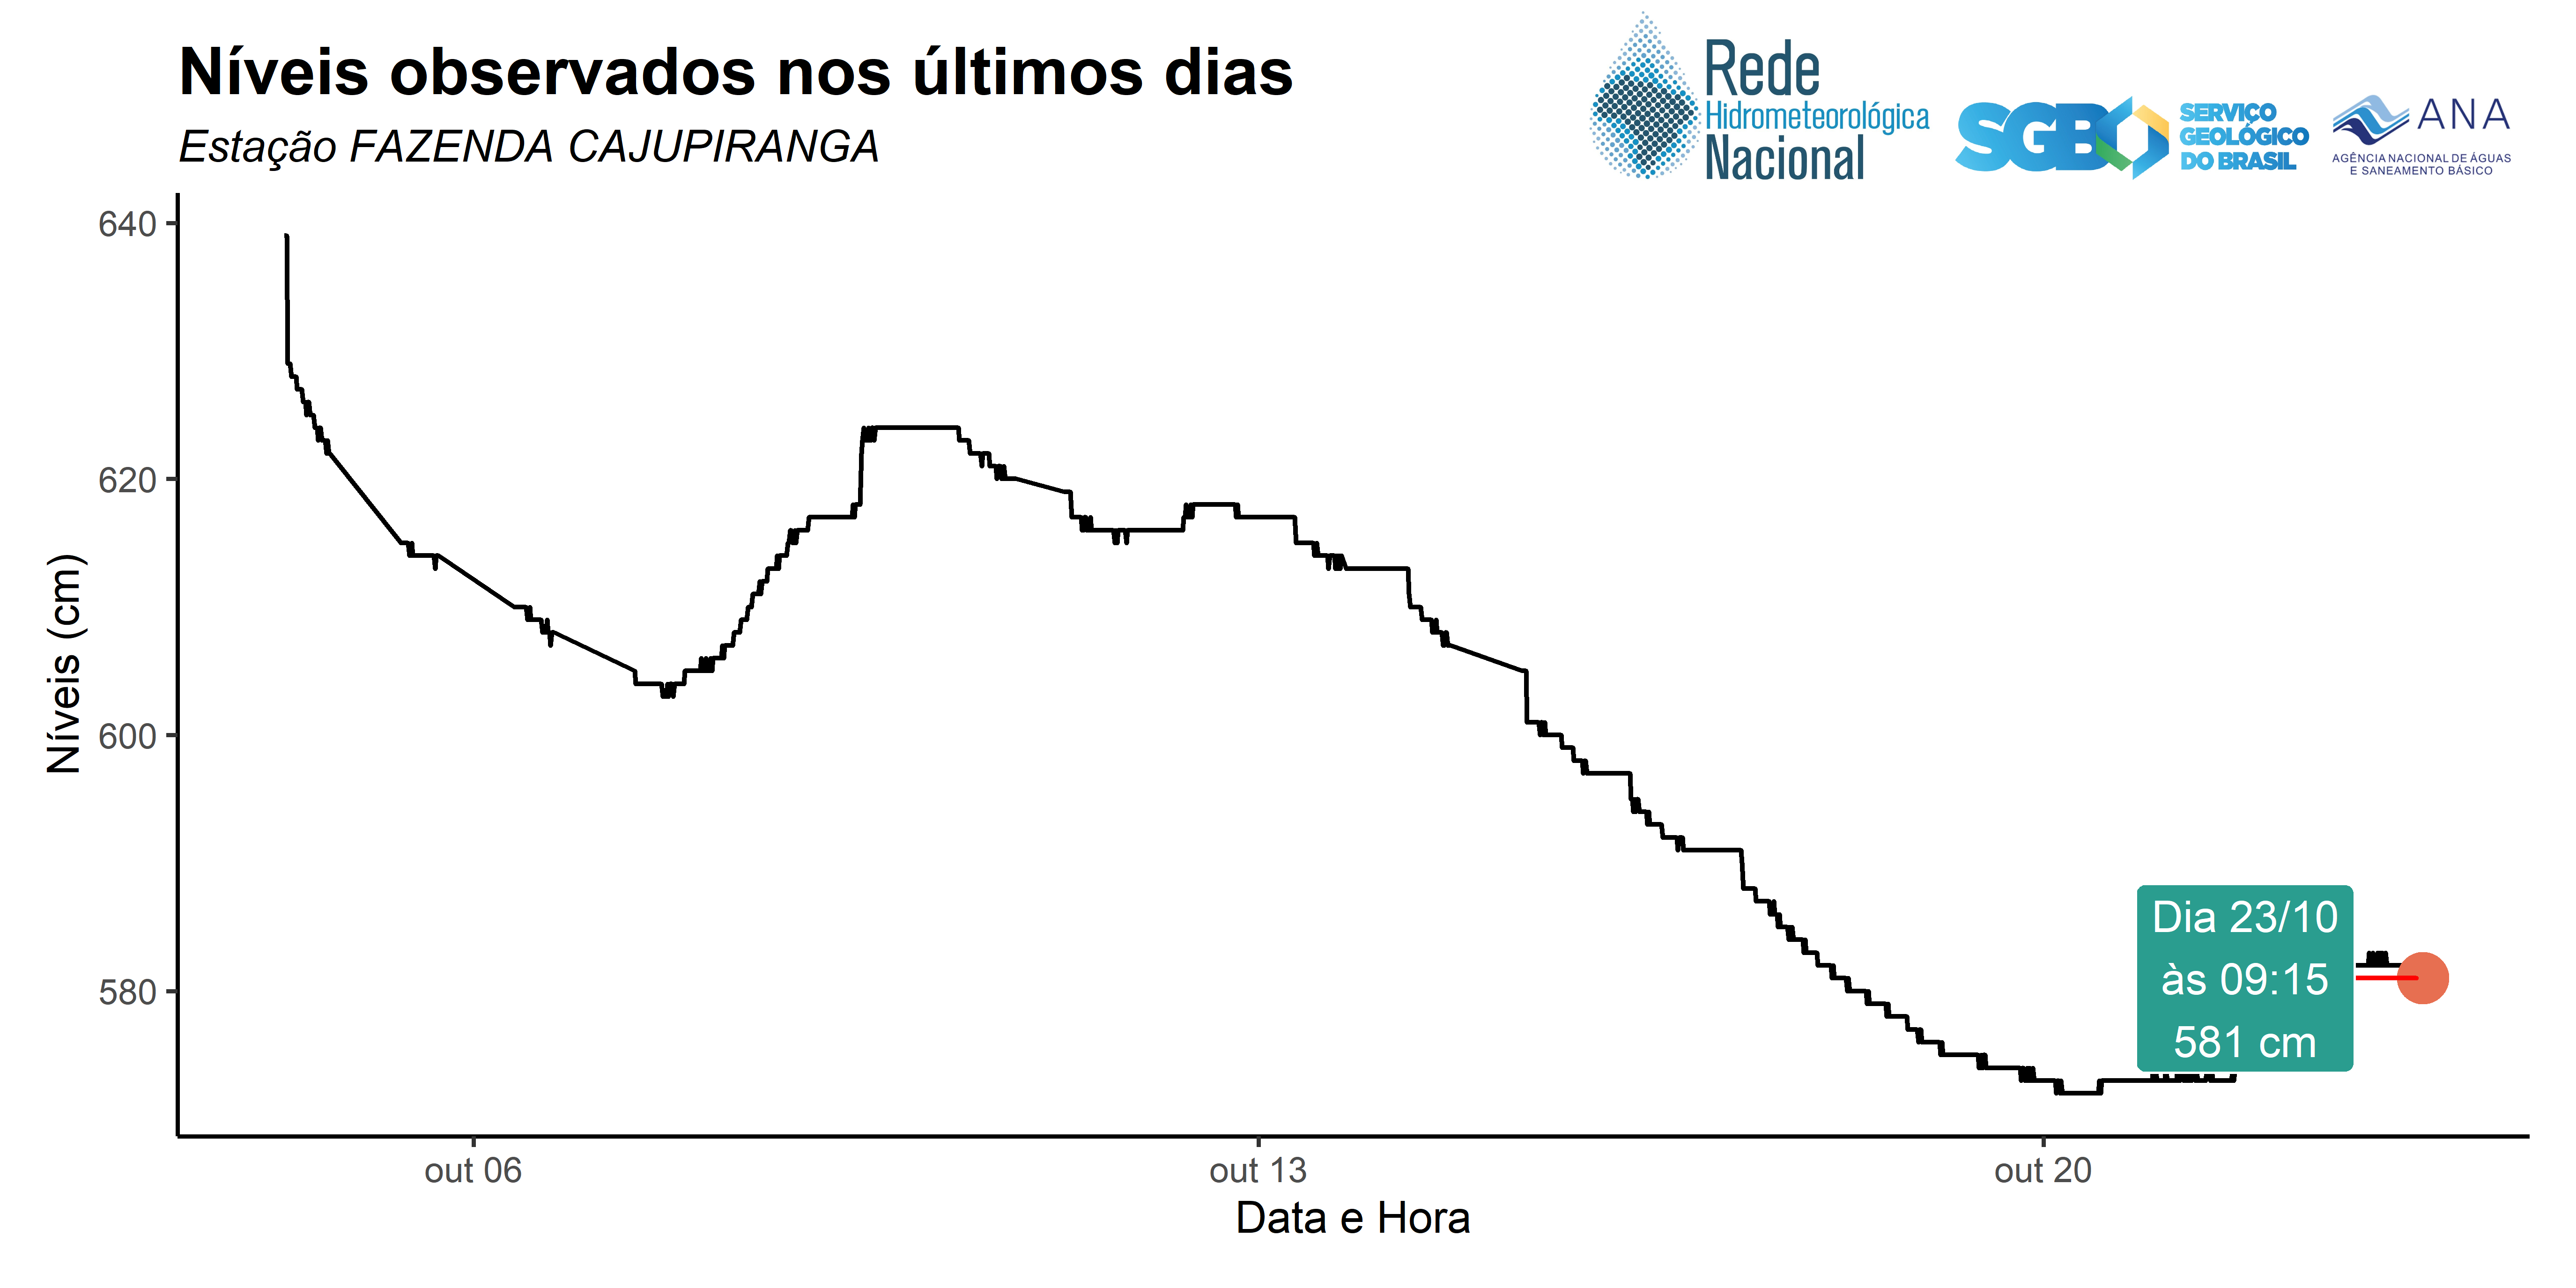 Níveis observados nos últimos dias
Estação FAZENDA CAJUPIRANGA
Rede
Hidrometeorológica
Nacional
SGB
SERVIÇO
GEOLÓGICO
DO BRASIL
ANA
AGÊNCIA NACIONAL DE ÁGUAS
E SANEAMENTO BÁSICO
Níveis (cm)
640
620
600
580
Dia 23/10
às 09:15
581 cm
out 06
out 13
out 20
Data e Hora